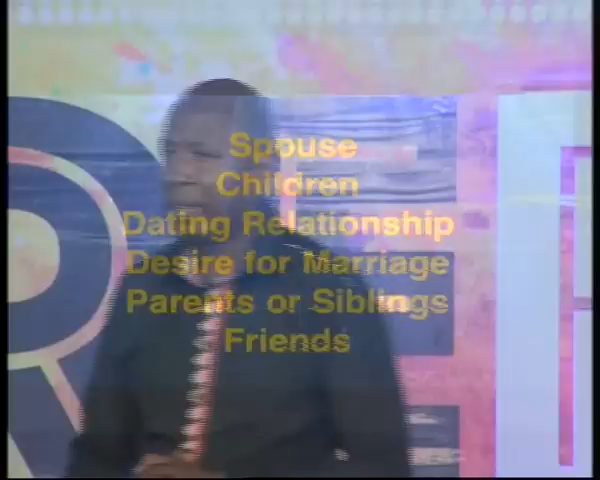 Spouse
Children
Dating Relationship
Desire for Marriage
Parents or Siblings
Friends